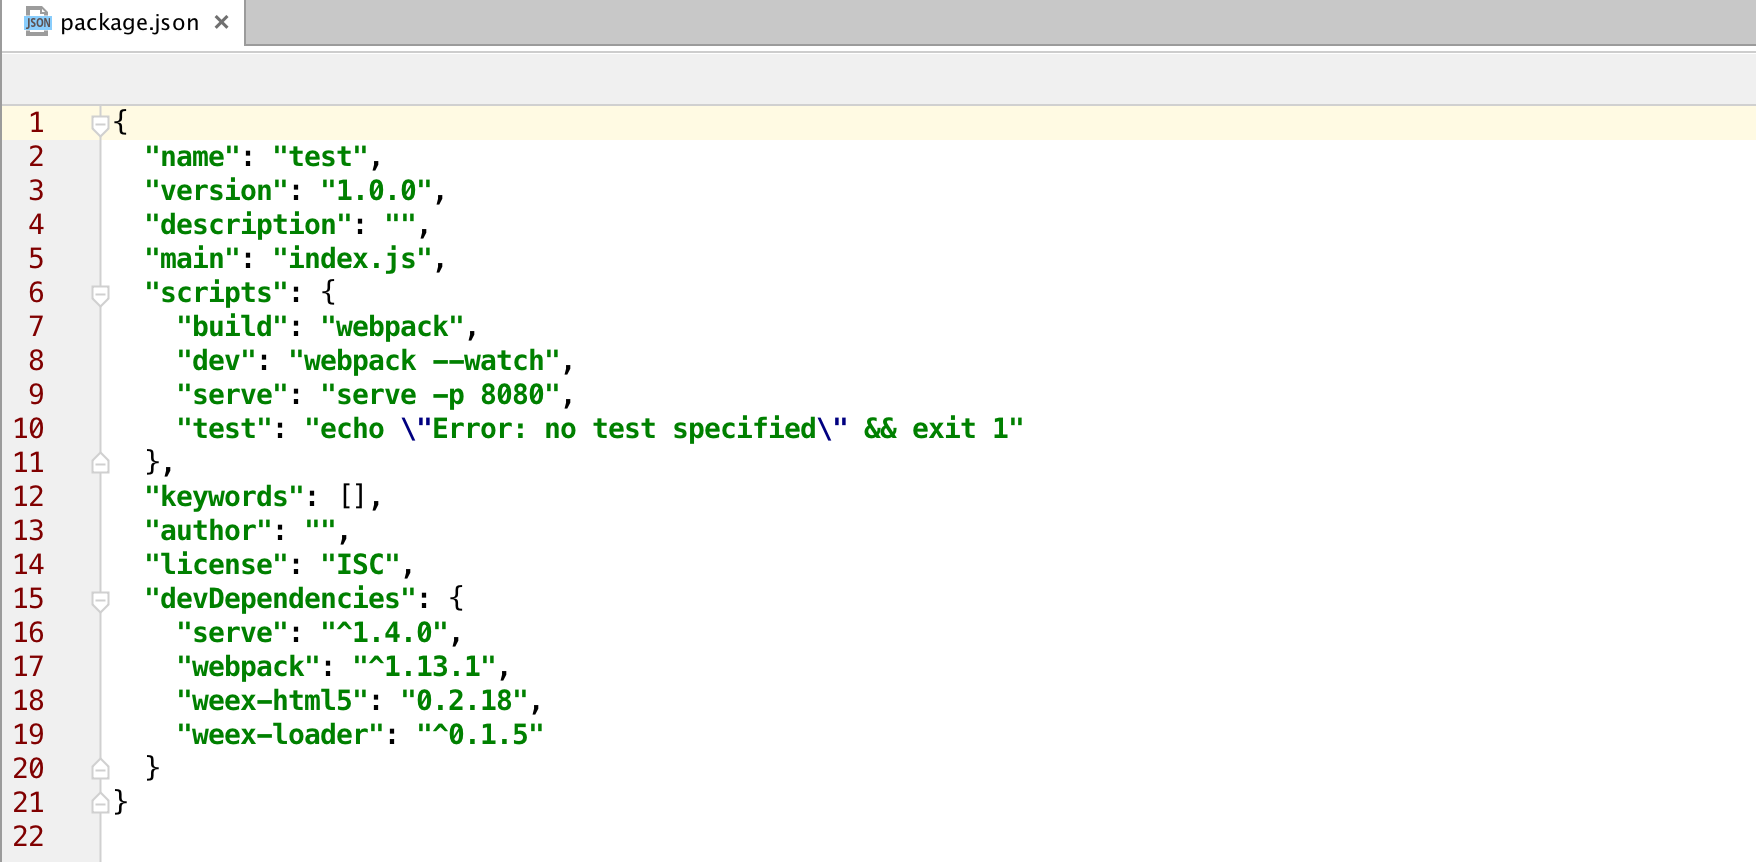 JSON package.json ×
1 {
2   "name": "test",
3   "version": "1.0.0",
4   "description": "",
5   "main": "index.js",
6   "scripts": {
7     "build": "webpack",
8     "dev": "webpack --watch",
9     "serve": "serve -p 8080",
10     "test": "echo \"Error: no test specified\" && exit 1"
11   },
12   "keywords": [],
13   "author": "",
14   "license": "ISC",
15   "devDependencies": {
16     "serve": "^1.4.0",
17     "webpack": "^1.13.1",
18     "weex-html5": "0.2.18",
19     "weex-loader": "^0.1.5"
20   }
21 }
22